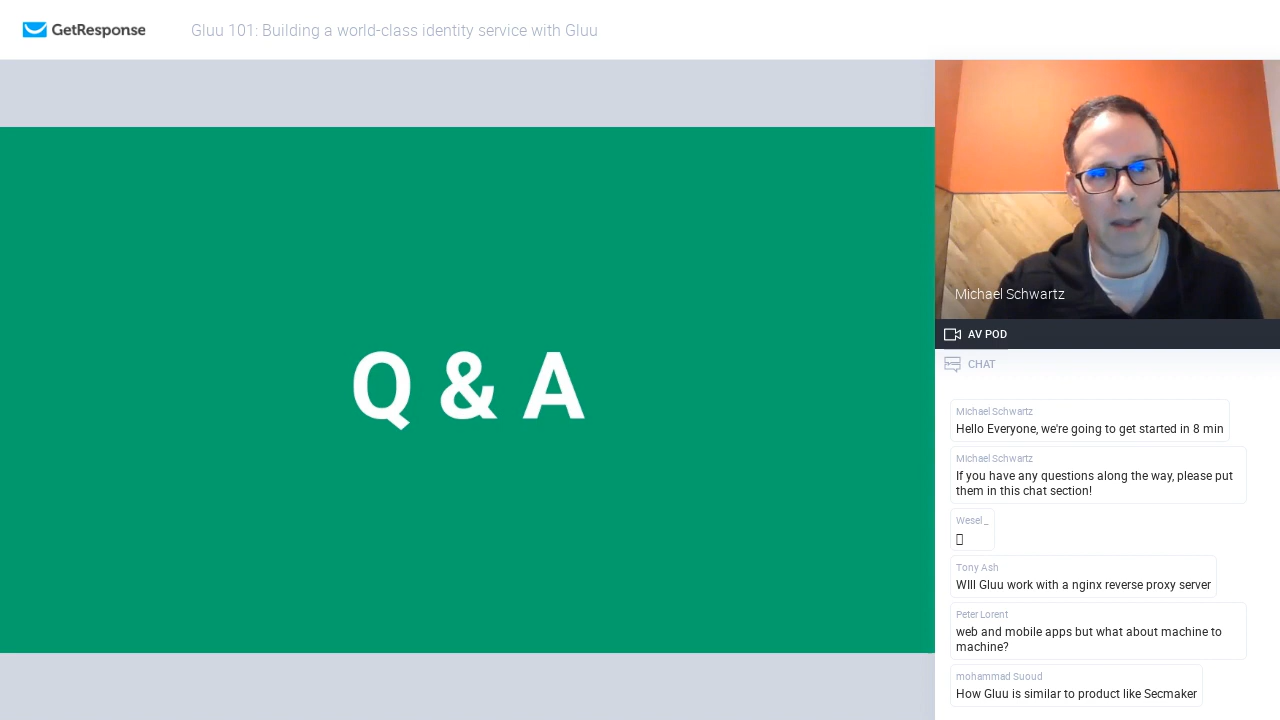 GetResponse
Gluu 101: Building a world-class identity service with Gluu
Q & A
Michael Schwartz
AV POD
CHAT
Michael Schwartz
Hello Everyone, we're going to get started in 8 min
Michael Schwartz
If you have any questions along the way, please put
them in this chat section!
Wesel _
Tony Ash
WIll Gluu work with a nginx reverse proxy server
Peter Lorent
web and mobile apps but what about machine to
machine?
mohammad Suoud
How Gluu is similar to product like Secmaker